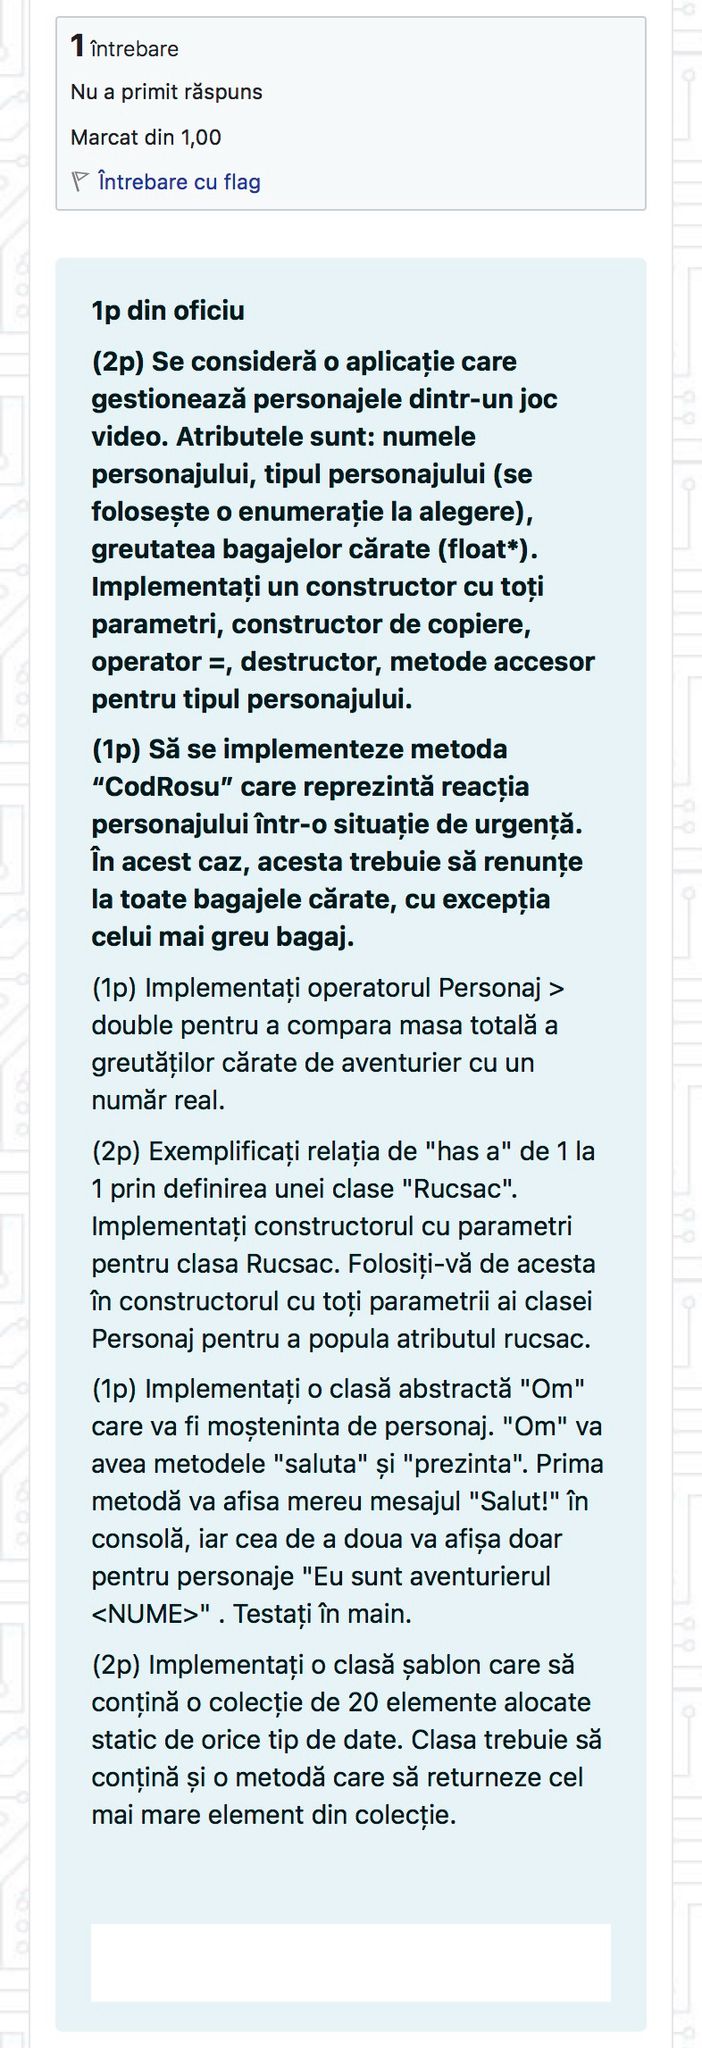 1 întrebare
Nu a primit răspuns
Marcat din 1,00
Întrebare cu flag
1p din oficiu
(2p) Se consideră o aplicație care
gestionează personajele dintr-un joc
video. Atributele sunt: numele
personajului, tipul personajului (se
folosește o enumerație la alegere),
greutatea bagajelor cărate (float*).
Implementați un constructor cu toți
parametri, constructor de copiere,
operator =, destructor, metode accesor
pentru tipul personajului.
(1p) Să se implementeze metoda
“CodRosu” care reprezintă reacția
personajului într-o situație de urgență.
În acest caz, acesta trebuie să renunțe
la toate bagajele cărate, cu excepția
celui mai greu bagaj.
(1p) Implementați operatorul Personaj >
double pentru a compara masa totală a
greutăților cărate de aventurier cu un
număr real.
(2p) Exemplificați relația de "has a" de 1 la
1 prin definirea unei clase "Rucsac".
Implementați constructorul cu parametri
pentru clasa Rucsac. Folosiți-vă de acesta
în constructorul cu toți parametrii ai clasei
Personaj pentru a popula atributul rucsac.
(1p) Implementați o clasă abstractă "Om"
care va fi moșteninta de personaj. "Om" va
avea metodele "saluta" și "prezinta". Prima
metodă va afisa mereu mesajul "Salut!" în
consolă, iar cea de a doua va afișa doar
pentru personaje "Eu sunt aventurierul
<NUME>" . Testați în main.
(2p) Implementați o clasă șablon care să
conțină o colecție de 20 elemente alocate
static de orice tip de date. Clasa trebuie să
conțină și o metodă care să returneze cel
mai mare element din colecție.